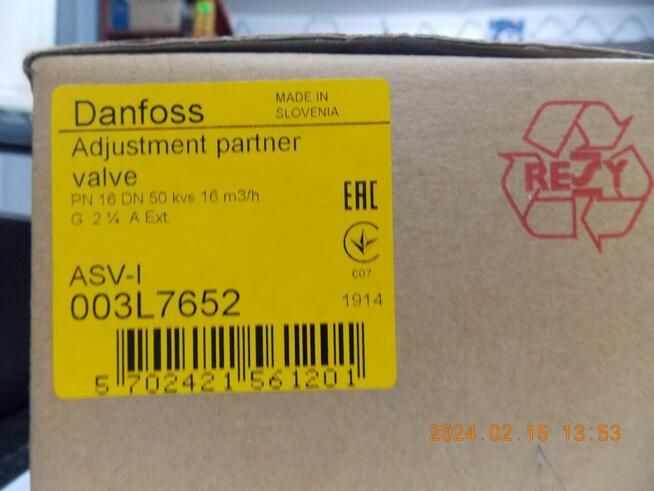 Danfoss
MADE IN
SLOVENIA
Adjustment partner
valve
PN 16 DN 50 kvs 16 m3/h
G 2 ¼ A Ext.
EAC
007
ASV-I
003L7652
1914
5 702421 561201
RESY
2024.02.15 13:53